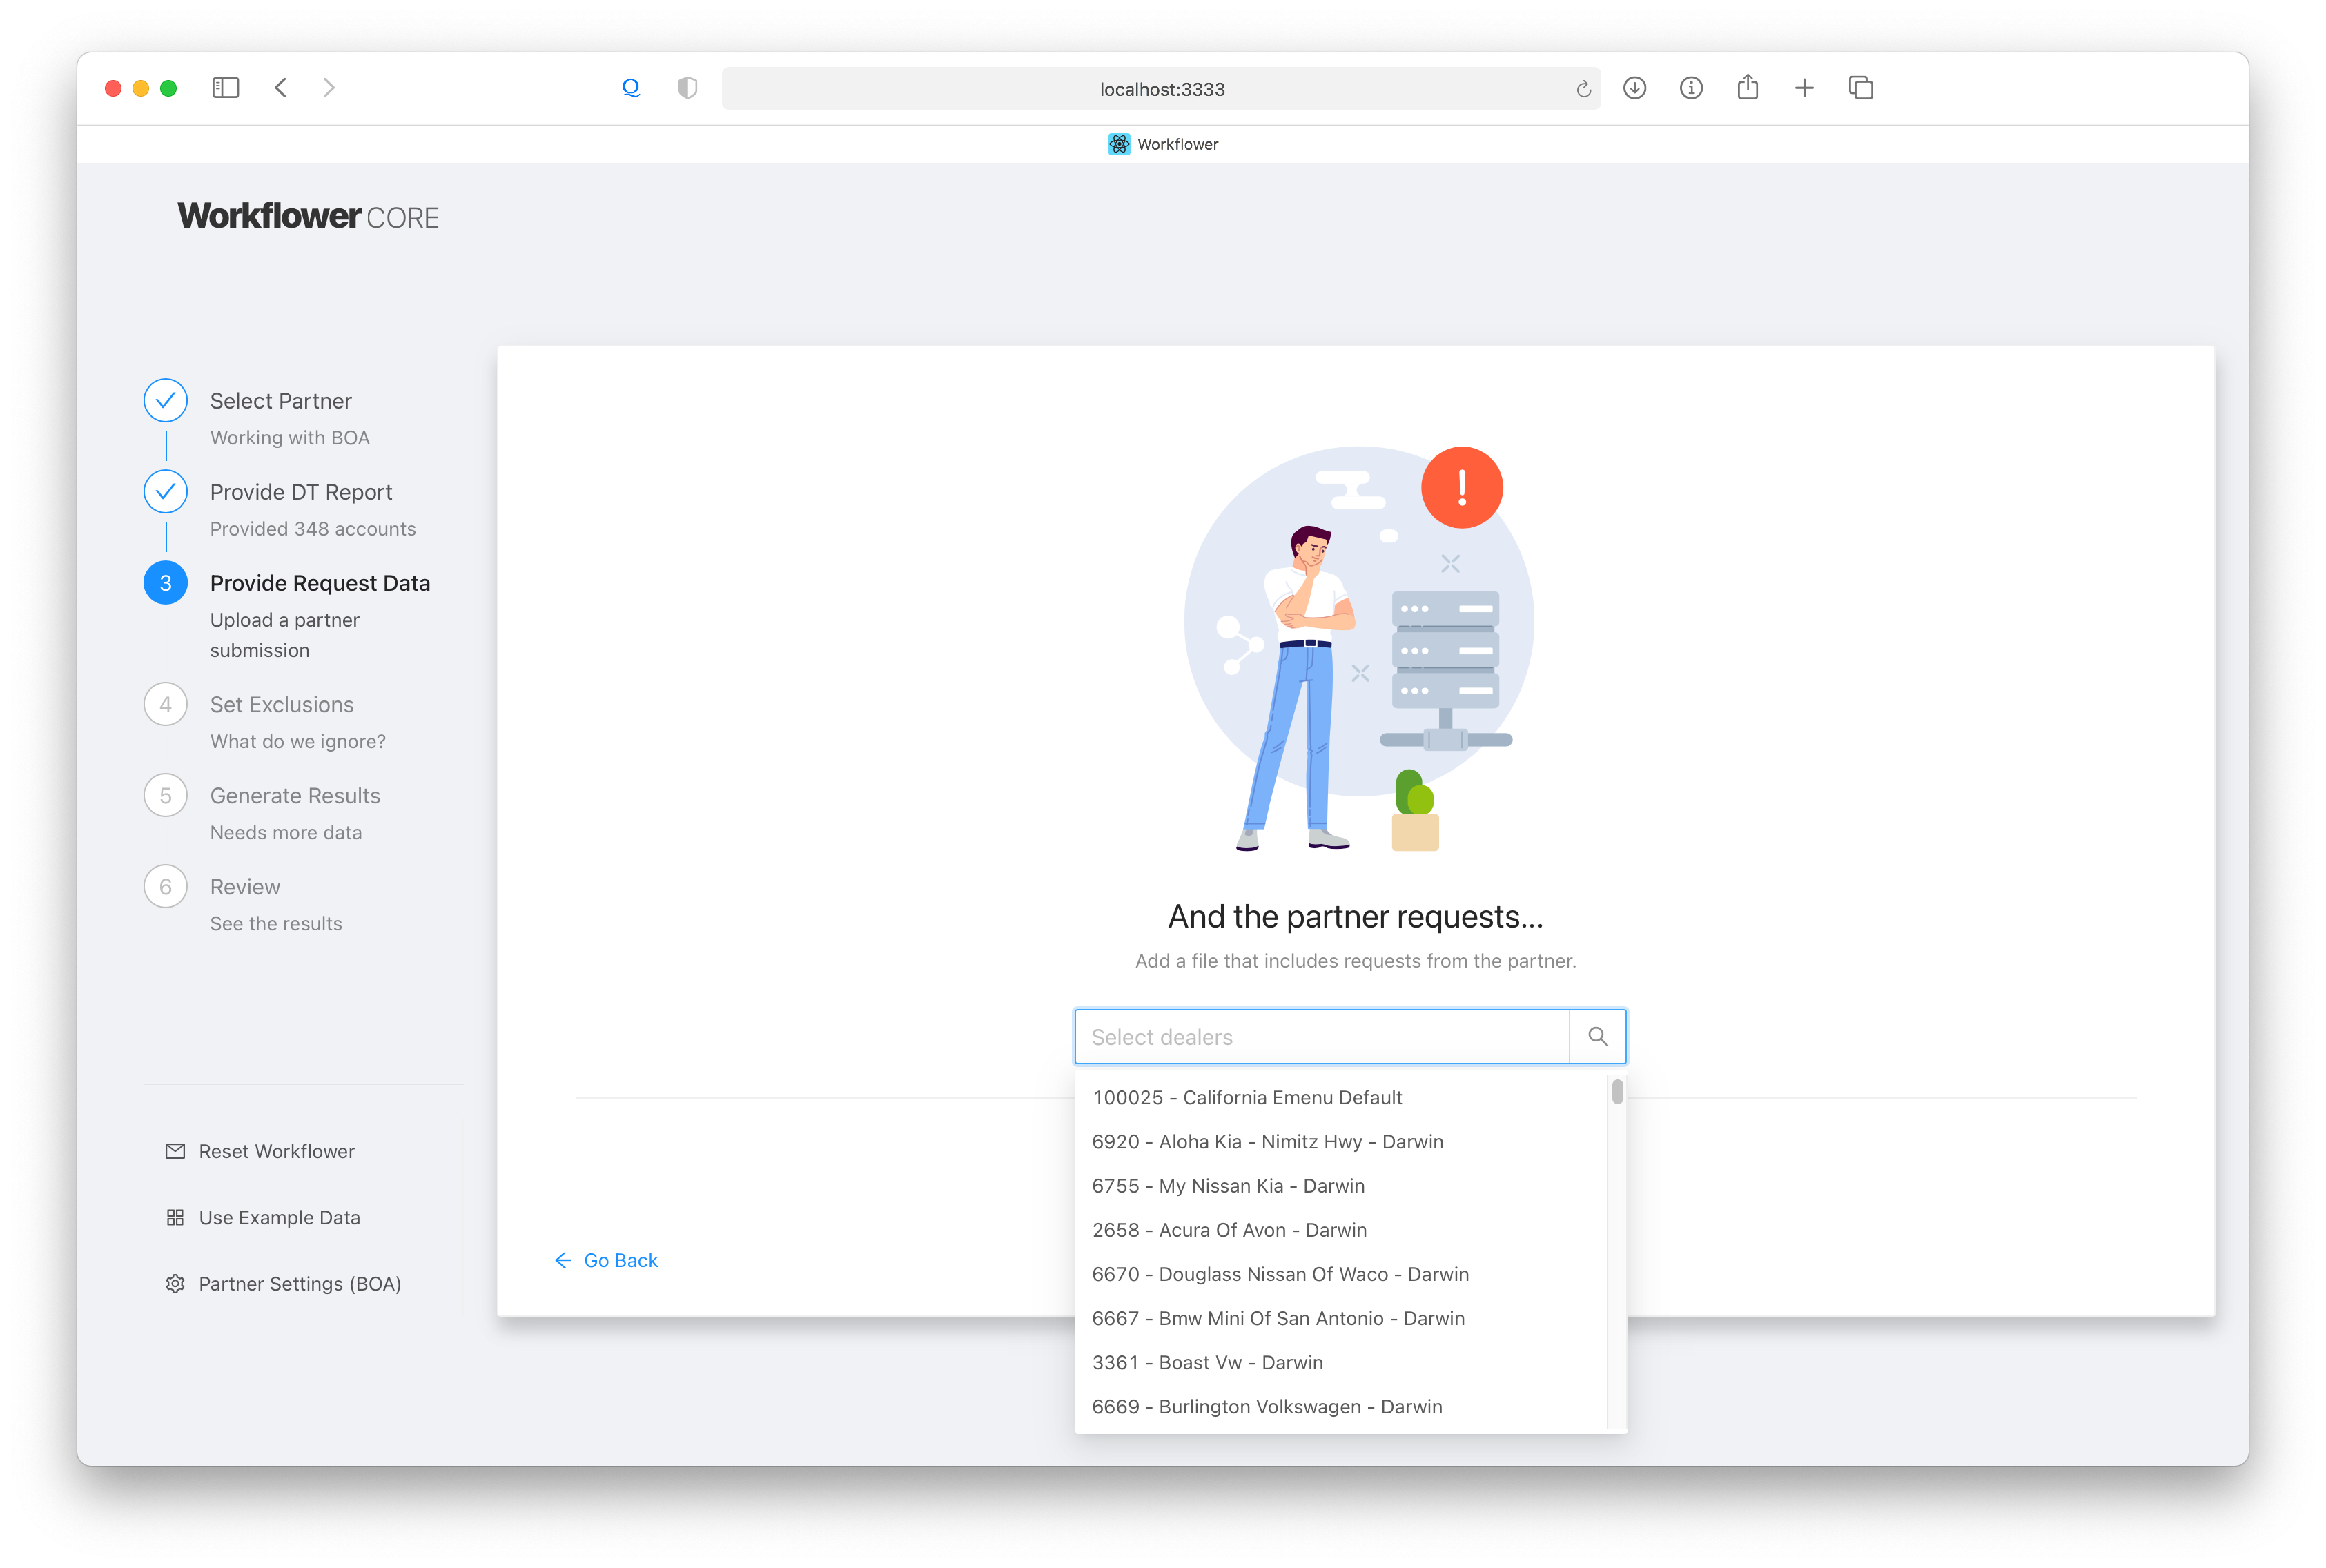 localhost:3333
Workflower
Workflower CORE
Select Partner
Working with BOA
Provide DT Report
Provided 348 accounts
3
Provide Request Data
Upload a partner
submission
4
Set Exclusions
What do we ignore?
5
Generate Results
Needs more data
6
Review
See the results
Reset Workflower
Use Example Data
Partner Settings (BOA)
!
And the partner requests...
Add a file that includes requests from the partner.
Select dealers
100025 - California Emenu Default
6920 - Aloha Kia - Nimitz Hwy - Darwin
6755 - My Nissan Kia - Darwin
2658 - Acura Of Avon - Darwin
6670 - Douglass Nissan Of Waco - Darwin
6667 - Bmw Mini Of San Antonio - Darwin
3361 - Boast Vw - Darwin
6669 - Burlington Volkswagen - Darwin
Go Back